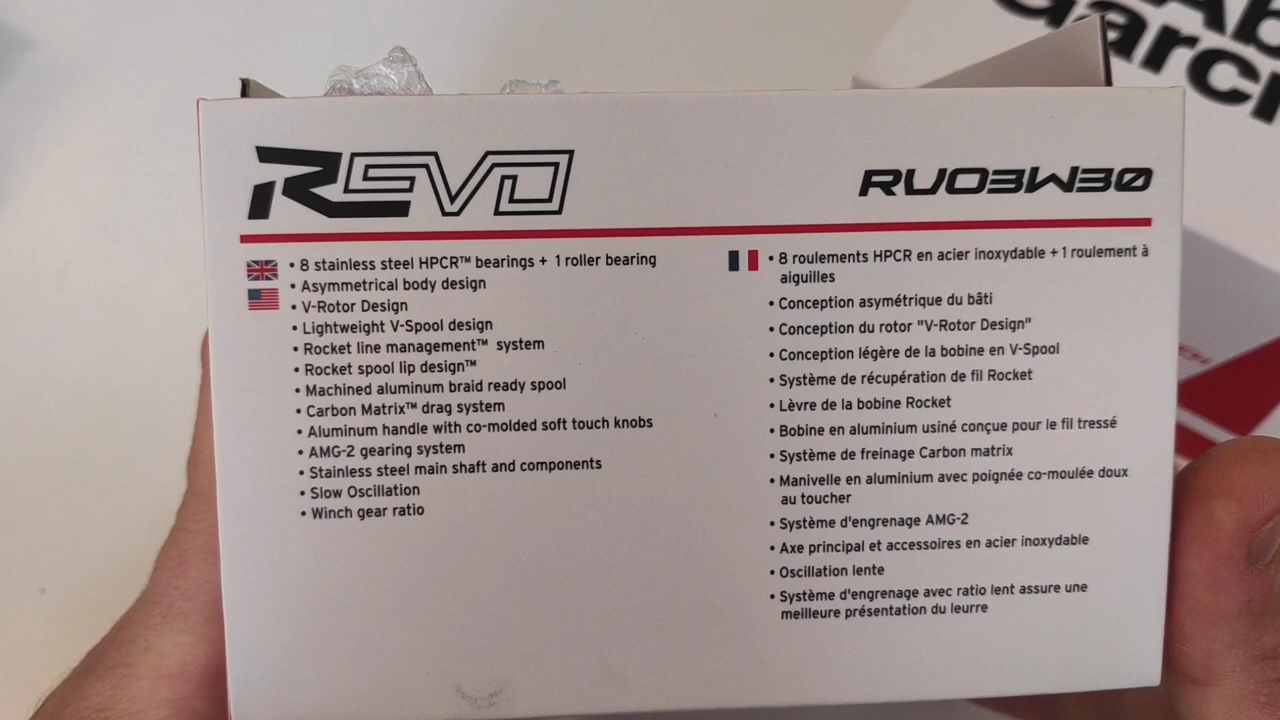 Ab
Garci
REVO
RVO3W30
• 8 stainless steel HPCR™ bearings + 1 roller bearing
• Asymmetrical body design
• V-Rotor Design
• Lightweight V-Spool design
• Rocket line management™ system
• Rocket spool lip design™
• Machined aluminum braid ready spool
• Carbon Matrix™ drag system
• Aluminum handle with co-molded soft touch knobs
• AMG-2 gearing system
• Stainless steel main shaft and components
• Slow Oscillation
• Winch gear ratio
• 8 roulements HPCR en acier inoxydable + 1 roulement à
aiguilles
• Conception asymétrique du bâti
• Conception du rotor "V-Rotor Design"
• Conception légère de la bobine en V-Spool
• Système de récupération de fil Rocket
• Lèvre de la bobine Rocket
• Bobine en aluminium usiné conçue pour le fil tressé
• Système de freinage Carbon matrix
• Manivelle en aluminium avec poignée co-moulée doux
au toucher
• Système d'engrenage AMG-2
• Axe principal et accessoires en acier inoxydable
• Oscillation lente
• Système d'engrenage avec ratio lent assure une
meilleure présentation du leurre